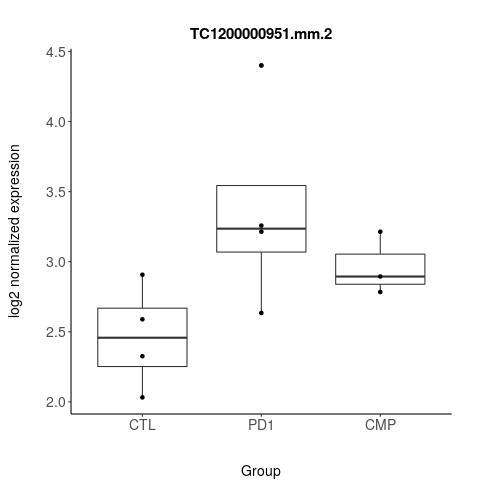 TC1200000951.mm.2
log2 normalized expression
4.5
4.0
3.5
3.0
2.5
2.0
CTL PD1 CMP
Group